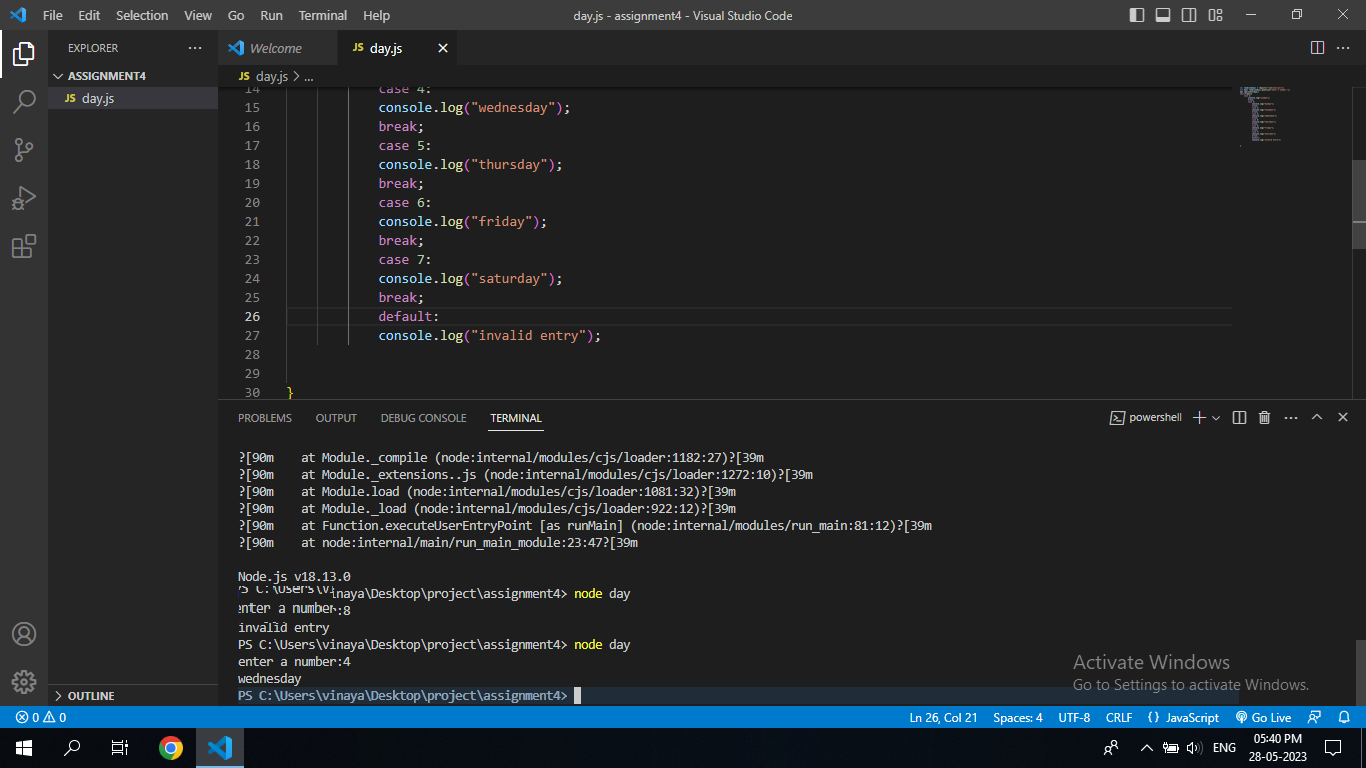 File Edit Selection View Go Run Terminal Help day.js - assignment4 - Visual Studio Code
EXPLORER
ASSIGNMENT4
JS day.js
OUTLINE
Welcome JS day.js
JS day.js > ...
14 case 4:
15 console.log("wednesday");
16 break;
17 case 5:
18 console.log("thursday");
19 break;
20 case 6:
21 console.log("friday");
22 break;
23 case 7:
24 console.log("saturday");
25 break;
26 default:
27 console.log("invalid entry");
28
29
30 }
PROBLEMS OUTPUT DEBUG CONSOLE TERMINAL powershell
?[90m    at Module._compile (node:internal/modules/cjs/loader:1182:27)?[39m
?[90m    at Module._extensions..js (node:internal/modules/cjs/loader:1272:10)?[39m
?[90m    at Module.load (node:internal/modules/cjs/loader:1081:32)?[39m
?[90m    at Module._load (node:internal/modules/cjs/loader:922:12)?[39m
?[90m    at Function.executeUserEntryPoint [as runMain] (node:internal/modules/run_main:81:12)?[39m
?[90m    at node:internal/main/run_main_module:23:47?[39m
Node.js v18.13.0
PS C:\Users\vinaya\Desktop\project\assignment4> node day
enter a number:8
invalid entry
PS C:\Users\vinaya\Desktop\project\assignment4> node day
enter a number:4
wednesday
PS C:\Users\vinaya\Desktop\project\assignment4>
Activate Windows
Go to Settings to activate Windows.
0 0 Ln 26, Col 21 Spaces: 4 UTF-8 CRLF {} JavaScript Go Live
ENG 05:40 PM
28-05-2023